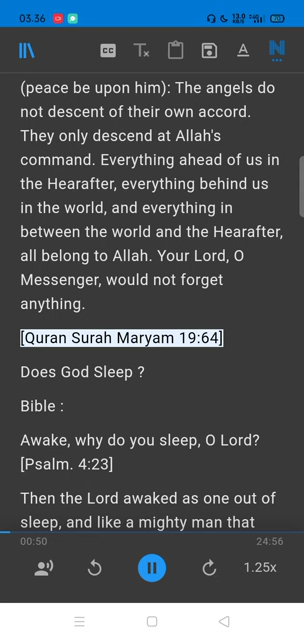 03.36
CC
(peace be upon him): The angels do
not descent of their own accord.
They only descend at Allah's
command. Everything ahead of us in
the Hearafter, everything behind us
in the world, and everything in
between the world and the Hearafter,
all belong to Allah. Your Lord, O
Messenger, would not forget
anything.
[Quran Surah Maryam 19:64]
Does God Sleep ?
Bible :
Awake, why do you sleep, O Lord?
[Psalm. 4:23]
Then the Lord awaked as one out of
sleep, and like a mighty man that
00:50 24:56
1.25x